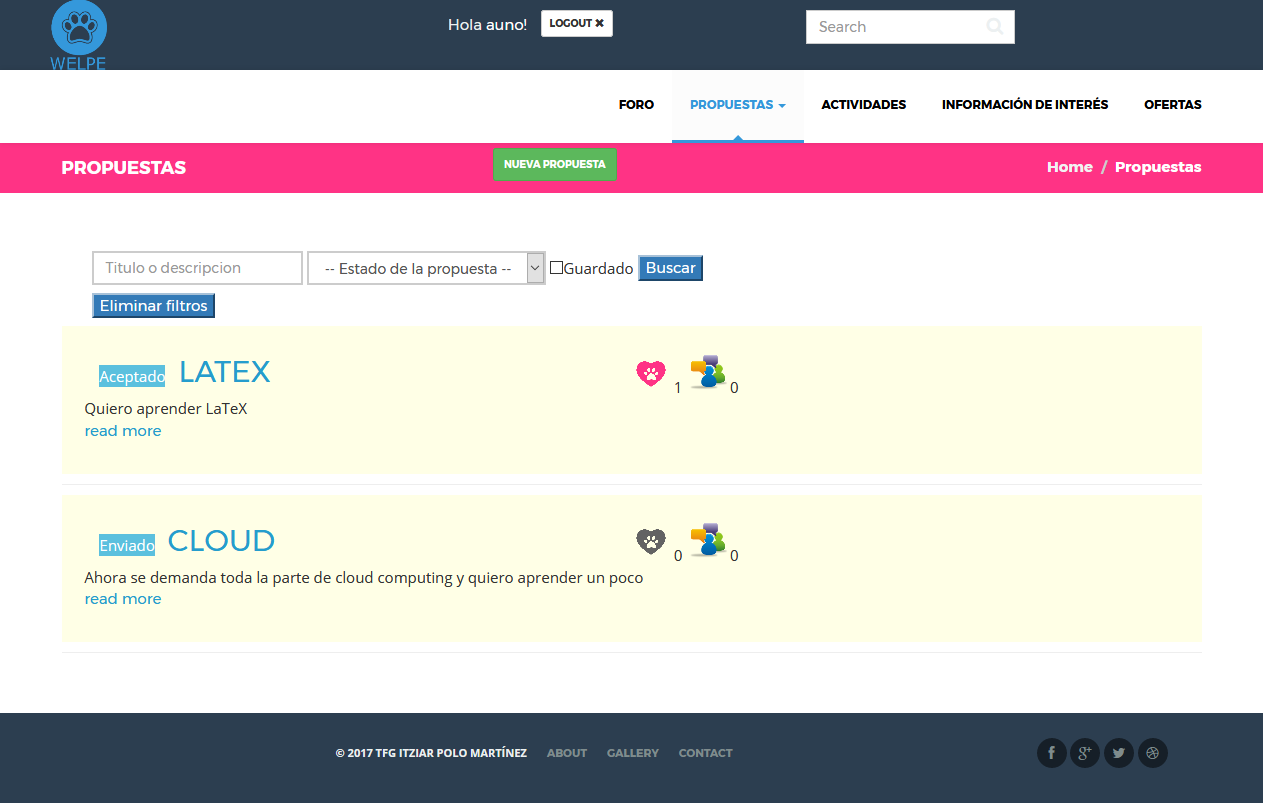 Hola auno! LOGOUT ✖ Search
WELPE
FORO PROPUESTAS ACTIVIDADES INFORMACIÓN DE INTERÉS OFERTAS
PROPUESTAS NUEVA PROPUESTA Home / Propuestas
Titulo o descripcion -- Estado de la propuesta -- Guardado Buscar
Eliminar filtros
Aceptado LATEX 1 0
Quiero aprender LaTeX
read more
Enviado CLOUD 0 0
Ahora se demanda toda la parte de cloud computing y quiero aprender un poco
read more
© 2017 TFG ITZIAR POLO MARTÍNEZ ABOUT GALLERY CONTACT